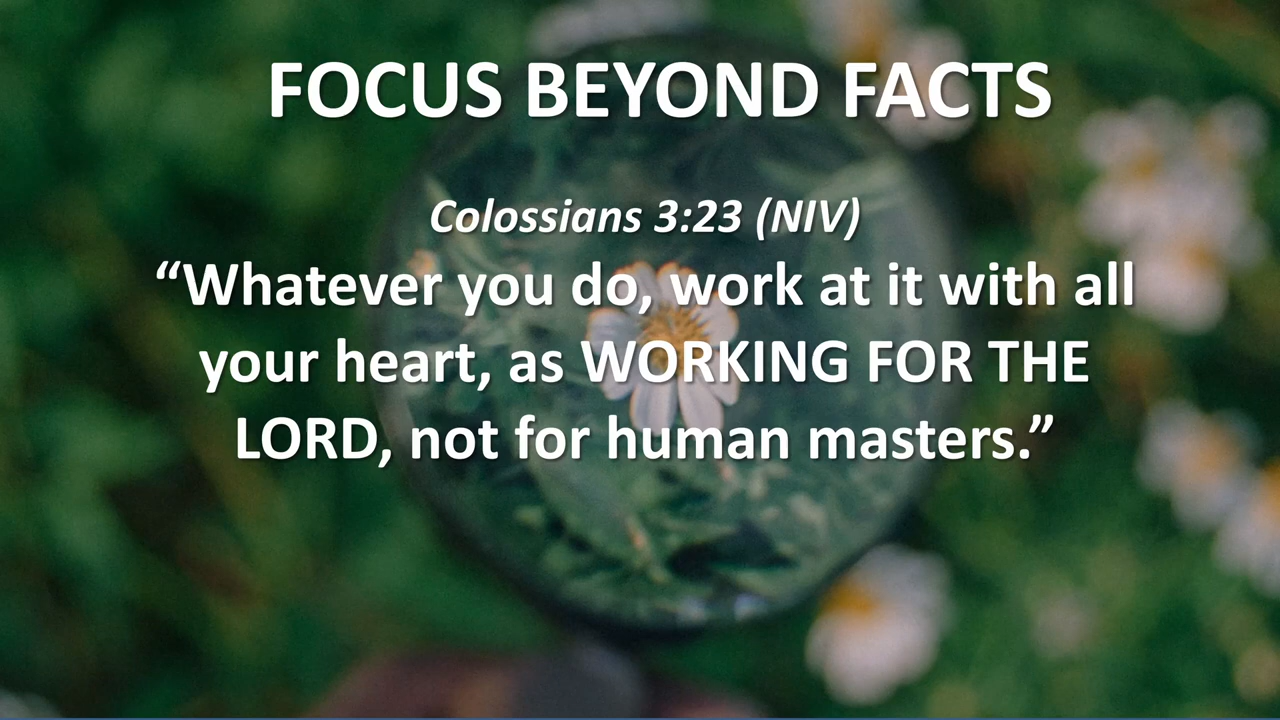 FOCUS BEYOND FACTS
Colossians 3:23 (NIV)
“Whatever you do, work at it with all
your heart, as WORKING FOR THE
LORD, not for human masters.”